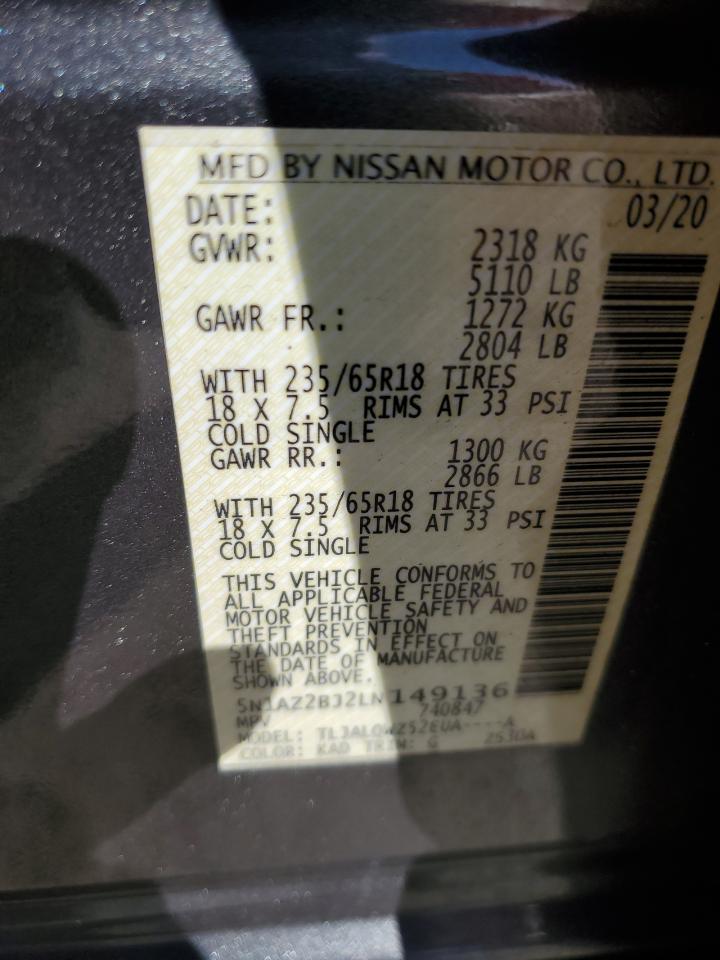 MFD BY NISSAN MOTOR CO., LTD.
DATE: 03/20
GVWR: 2318 KG
5110 LB
GAWR FR.: 1272 KG
2804 LB
WITH 235/65R18 TIRES
18 X 7.5 RIMS AT 33 PSI
COLD SINGLE
GAWR RR.: 1300 KG
2866 LB
WITH 235/65R18 TIRES
18 X 7.5 RIMS AT 33 PSI
COLD SINGLE
THIS VEHICLE CONFORMS TO
ALL APPLICABLE FEDERAL
MOTOR VEHICLE SAFETY AND
THEFT PREVENTION
STANDARDS IN EFFECT ON
THE DATE OF MANUFACTURE
SHOWN ABOVE.
5N1AZ2BJ2LN149136
MPV 740847
MODEL:
COLOR: KAD TRIM: G 2530A